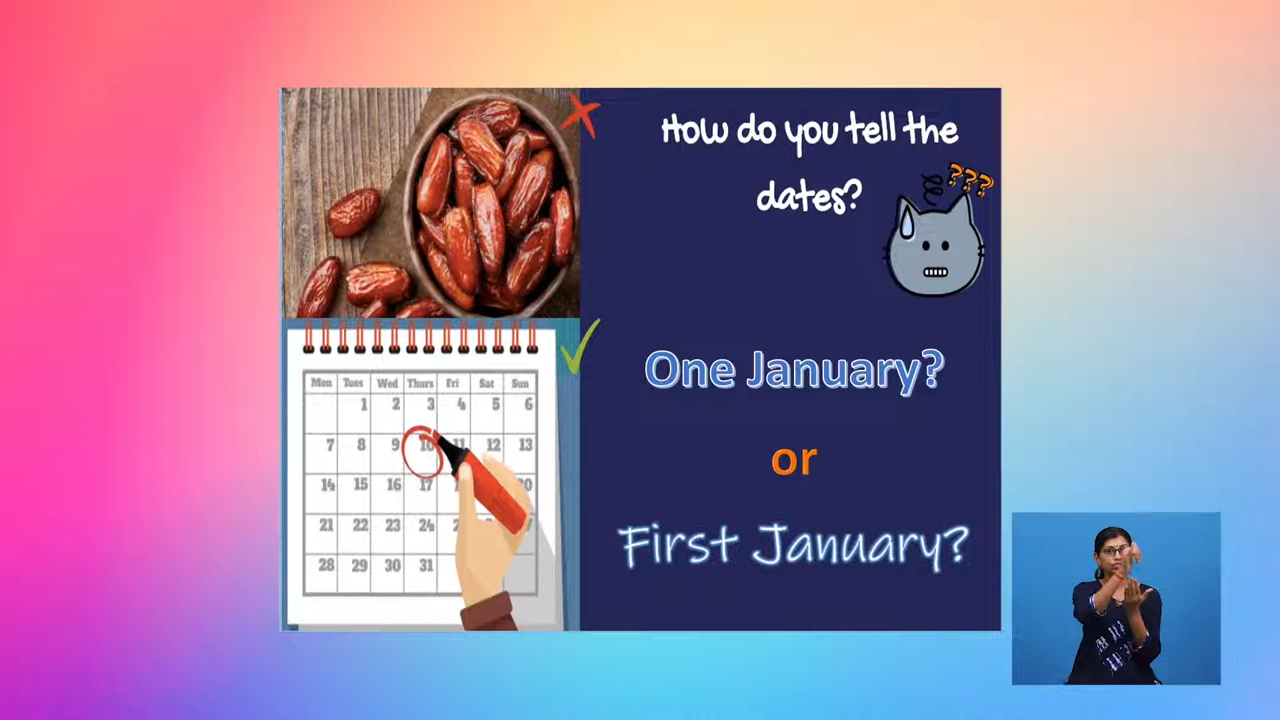 How do you tell the
dates?
???
One January?
or
First January?
Mon Tues Wed Thurs Fri Sat Sun
1 2 3 4 5 6
7 8 9 10 11 12 13
14 15 16 17
21 22 23 24
28 29 30 31